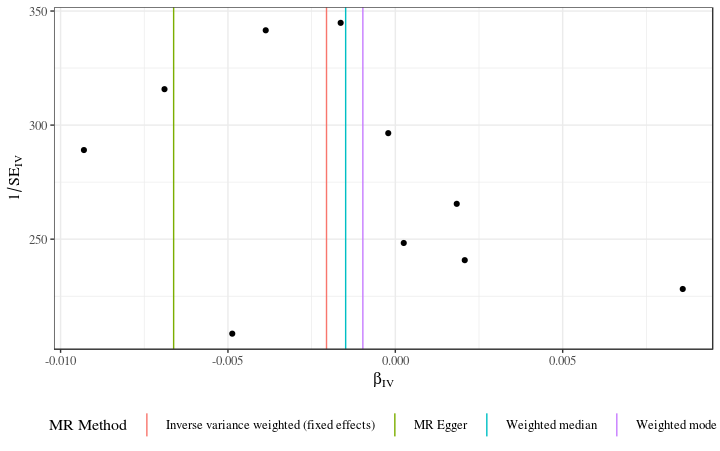 350
300
250
1/SE_IV
-0.010 -0.005 0.000 0.005
β_IV
MR Method Inverse variance weighted (fixed effects) MR Egger Weighted median Weighted mode